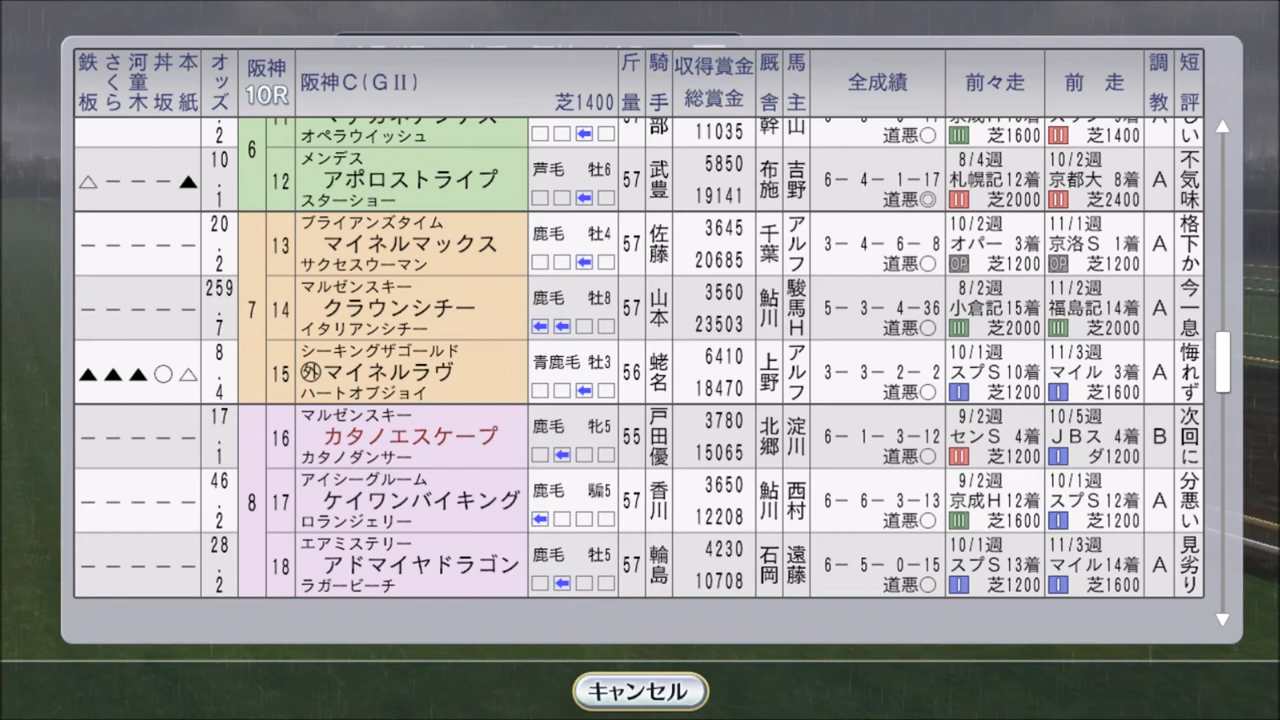 鉄板 さくら 河童木 丼坂 本紙 オッズ 阪神 10R 阪神C(GⅡ) 芝1400 斤量 騎手 収得賞金 総賞金 厩舎 馬主 全成績 前々走 前 走 調教 短評
.2 6 オペラウイッシュ 部 11035 幹 山 道悪○ Ⅲ 芝1600 Ⅱ 芝1400 い
△ － － － ▲ 10.1 12 メンデス アポロストライプ スターショー 芦毛 牡6 57 武豊 5850 19141 布施 吉野 6－ 4－ 1－17 道悪◎ 8/4週 札幌記12着 Ⅱ 芝2000 10/2週 京都大 8着 Ⅱ 芝2400 A 不気味
－ － － － － 20.2 7 13 ブライアンズタイム マイネルマックス サクセスウーマン 鹿毛 牡4 57 佐藤 3645 20685 千葉 アルフ 3－ 4－ 6－ 8 道悪○ 10/2週 オパー 3着 OP 芝1200 11/1週 京洛S 1着 OP 芝1200 A 格下か
－ － － － － 259.7 14 マルゼンスキー クラウンシチー イタリアンシチー 鹿毛 牡8 57 山本 3560 23503 鮎川 駿馬H 5－ 3－ 4－36 道悪○ 8/2週 小倉記15着 Ⅲ 芝2000 11/2週 福島記14着 Ⅲ 芝2000 A 今一息
▲ ▲ ▲ ○ △ 8.4 15 シーキングザゴールド ㊕マイネルラヴ ハートオブジョイ 青鹿毛 牡3 56 蛯名 6410 18470 上野 アルフ 3－ 3－ 2－ 2 道悪○ 10/1週 スプS10着 Ⅰ 芝1200 11/3週 マイル 3着 Ⅰ 芝1600 A 侮れず
－ － － － － 17.1 8 16 マルゼンスキー カタノエスケープ カタノダンサー 鹿毛 牝5 55 戸田優 3780 15065 北郷 淀川 6－ 1－ 3－12 道悪○ 9/2週 センS 4着 Ⅱ 芝1200 10/5週 JBス 4着 Ⅰ ダ1200 B 次回に
－ － － － － 46.2 17 アイシーグルーム ケイワンバイキング ロランジェリー 鹿毛 騸5 57 香川 3650 12208 鮎川 西村 6－ 6－ 3－13 道悪○ 9/2週 京成H12着 Ⅲ 芝1600 10/1週 スプS12着 Ⅰ 芝1200 A 分悪い
－ － － － － 28.2 18 エアミステリー アドマイヤドラゴン ラガービーチ 鹿毛 牡5 57 輪島 4230 10708 石岡 遠藤 6－ 5－ 0－15 道悪○ 10/1週 スプS13着 Ⅰ 芝1200 11/3週 マイル14着 Ⅰ 芝1600 A 見劣り
キャンセル